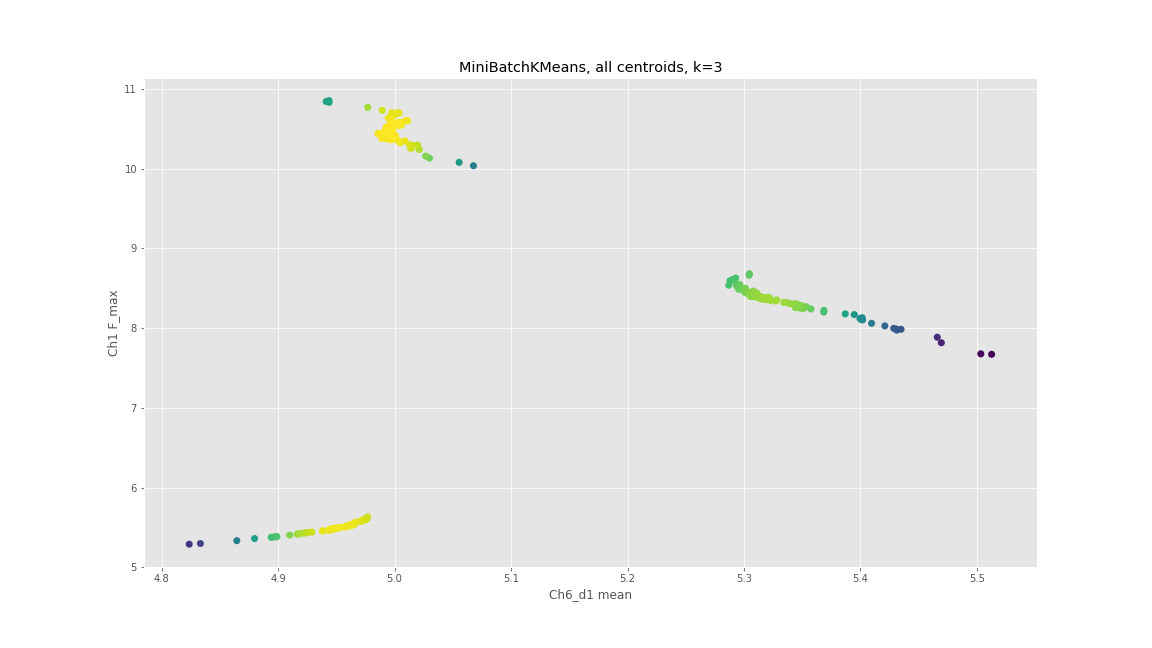 MiniBatchKMeans, all centroids, k=3
11
10
9
8
7
6
5
Ch1 F_max
4.8 4.9 5.0 5.1 5.2 5.3 5.4 5.5
Ch6_d1 mean